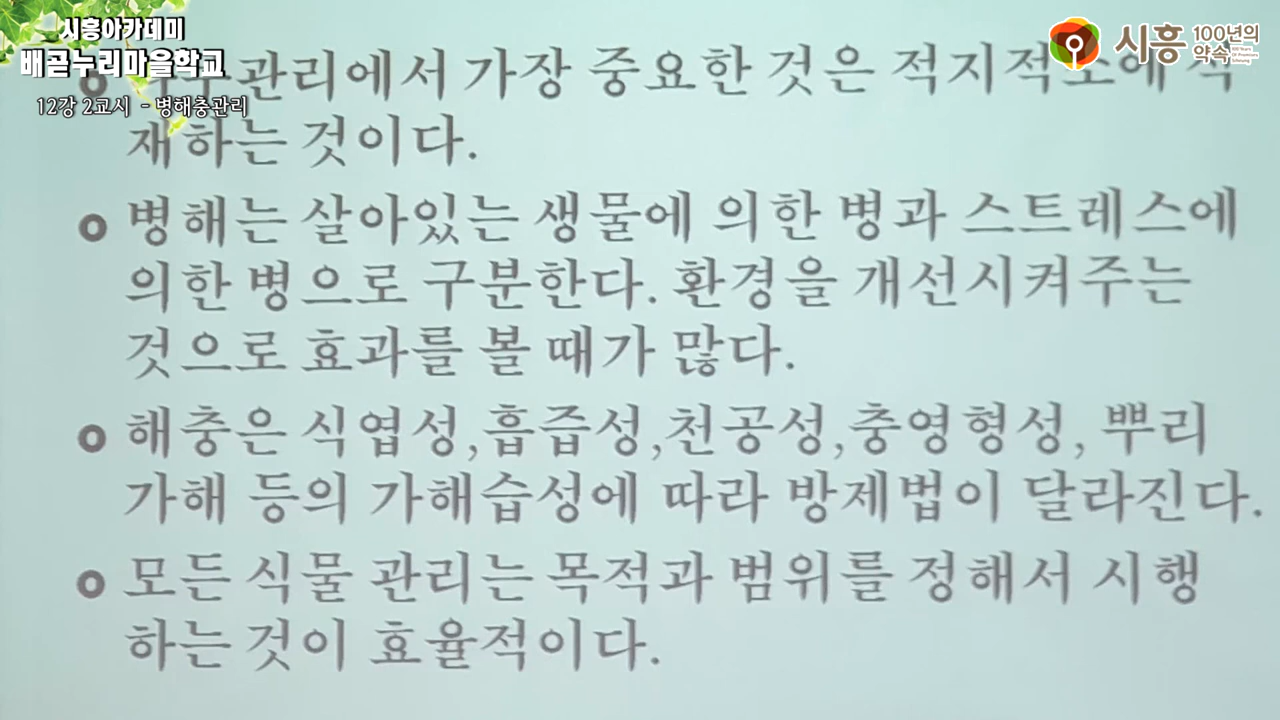 시흥아카데미
배곧누리마을학교
12강 2교시 - 병해충관리
시흥 100년의 약속
관리에서 가장 중요한 것은
재하는 것이다.
병해는 살아있는 생물에 의한 병과 스트레스에
의한 병으로 구분한다. 환경을 개선시켜주는
것으로 효과를 볼 때가 많다.
해충은 식엽성,흡즙성,천공성,충영형성, 뿌리
가해 등의 가해습성에 따라 방제법이 달라진다.
모든 식물 관리는 목적과 범위를 정해서 시행
하는 것이 효율적이다.